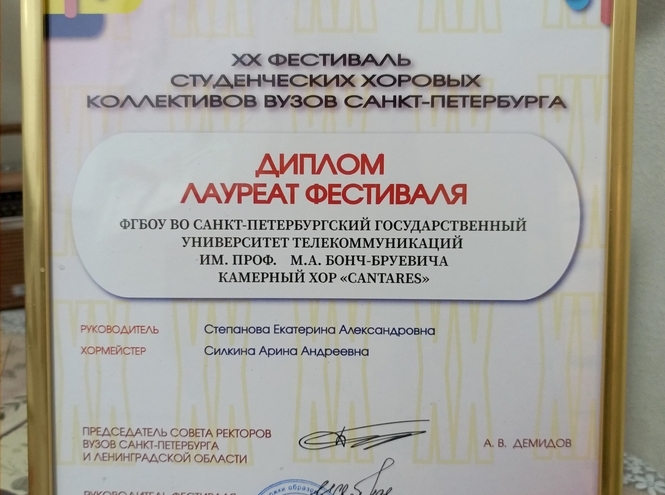 XX ФЕСТИВАЛЬ
СТУДЕНЧЕСКИХ ХОРОВЫХ
КОЛЛЕКТИВОВ ВУЗОВ САНКТ-ПЕТЕРБУРГА
ДИПЛОМ
ЛАУРЕАТ ФЕСТИВАЛЯ
ФГБОУ ВО САНКТ-ПЕТЕРБУРГСКИЙ ГОСУДАРСТВЕННЫЙ
УНИВЕРСИТЕТ ТЕЛЕКОММУНИКАЦИЙ
ИМ. ПРОФ. М.А. БОНЧ-БРУЕВИЧА
КАМЕРНЫЙ ХОР «CANTARES»
РУКОВОДИТЕЛЬ Степанова Екатерина Александровна
ХОРМЕЙСТЕР Силкина Арина Андреевна
ПРЕДСЕДАТЕЛЬ СОВЕТА РЕКТОРОВ
ВУЗОВ САНКТ-ПЕТЕРБУРГА
И ЛЕНИНГРАДСКОЙ ОБЛАСТИ
А. В. ДЕМИДОВ
РУКОВОДИТЕЛЬ ФЕСТИВАЛЯ